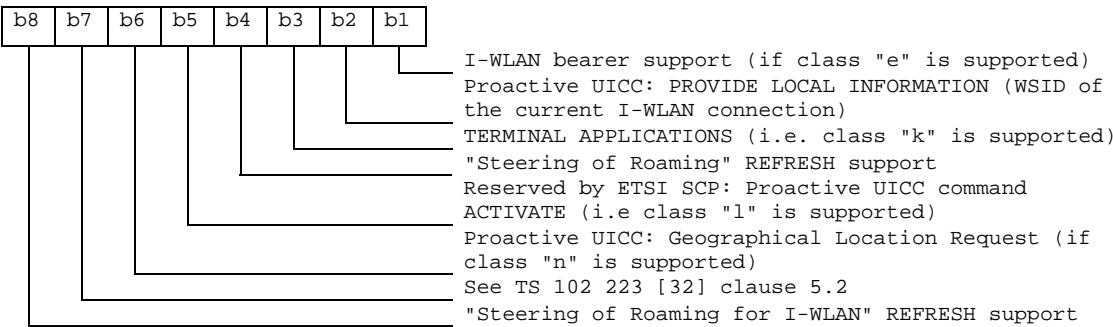 b8 b7 b6 b5 b4 b3 b2 b1
I-WLAN bearer support (if class "e" is supported)
Proactive UICC: PROVIDE LOCAL INFORMATION (WSID of
the current I-WLAN connection)
TERMINAL APPLICATIONS (i.e. class "k" is supported)
"Steering of Roaming" REFRESH support
Reserved by ETSI SCP: Proactive UICC command
ACTIVATE (i.e class "l" is supported)
Proactive UICC: Geographical Location Request (if
class "n" is supported)
See TS 102 223 [32] clause 5.2
"Steering of Roaming for I-WLAN" REFRESH support